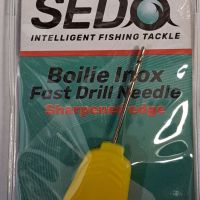 SEDO
INTELLIGENT FISHING TACKLE
Boilie Inox
Fast Drill Needle
Sharpened edge